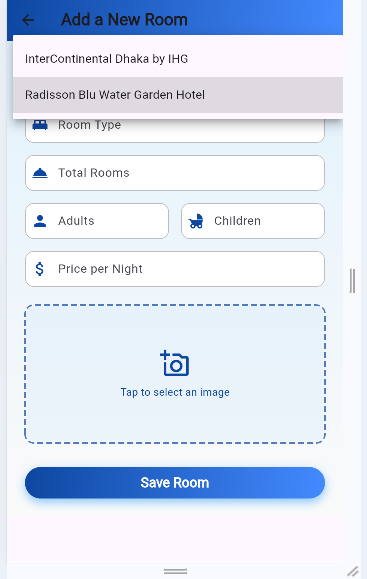 Add a New Room
InterContinental Dhaka by IHG
Radisson Blu Water Garden Hotel
Room Type
Total Rooms
Adults
Children
Price per Night
Tap to select an image
Save Room